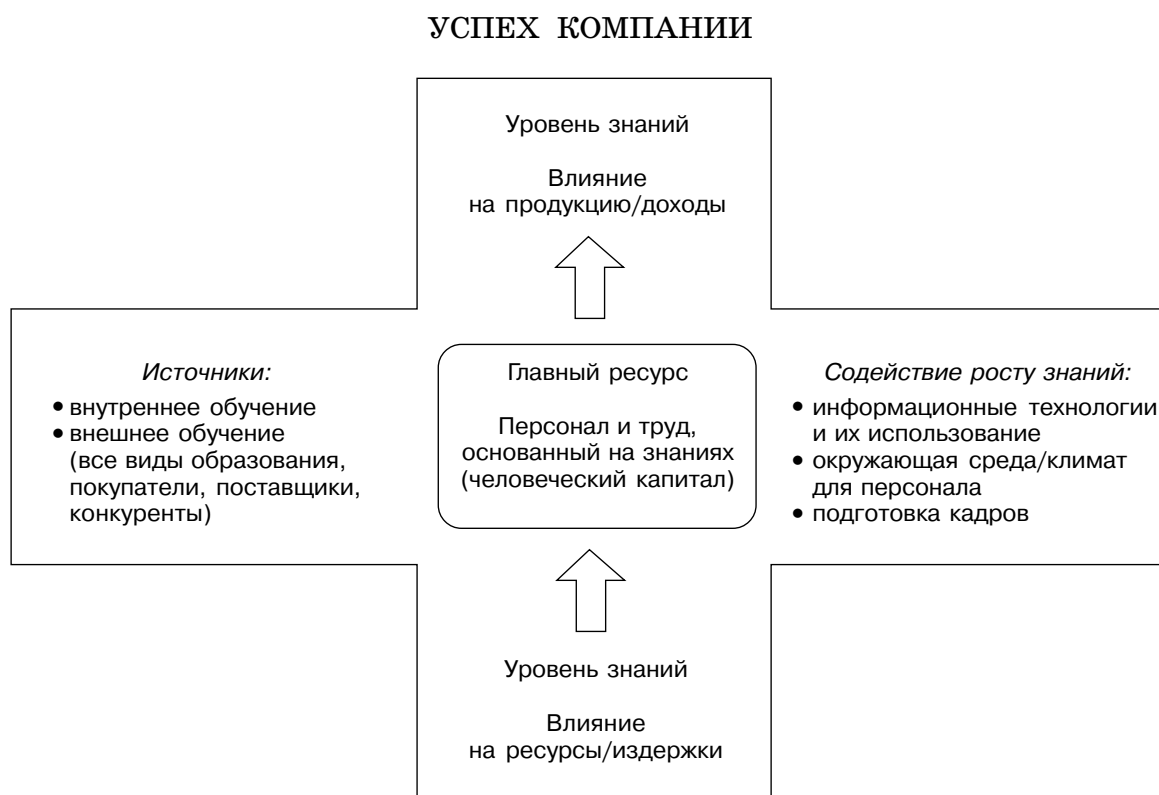 УСПЕХ КОМПАНИИ
Уровень знаний
Влияние
на продукцию/доходы
Источники:
• внутреннее обучение
• внешнее обучение
(все виды образования,
покупатели, поставщики,
конкуренты)
Главный ресурс
Персонал и труд,
основанный на знаниях
(человеческий капитал)
Содействие росту знаний:
• информационные технологии
и их использование
• окружающая среда/климат
для персонала
• подготовка кадров
Уровень знаний
Влияние
на ресурсы/издержки